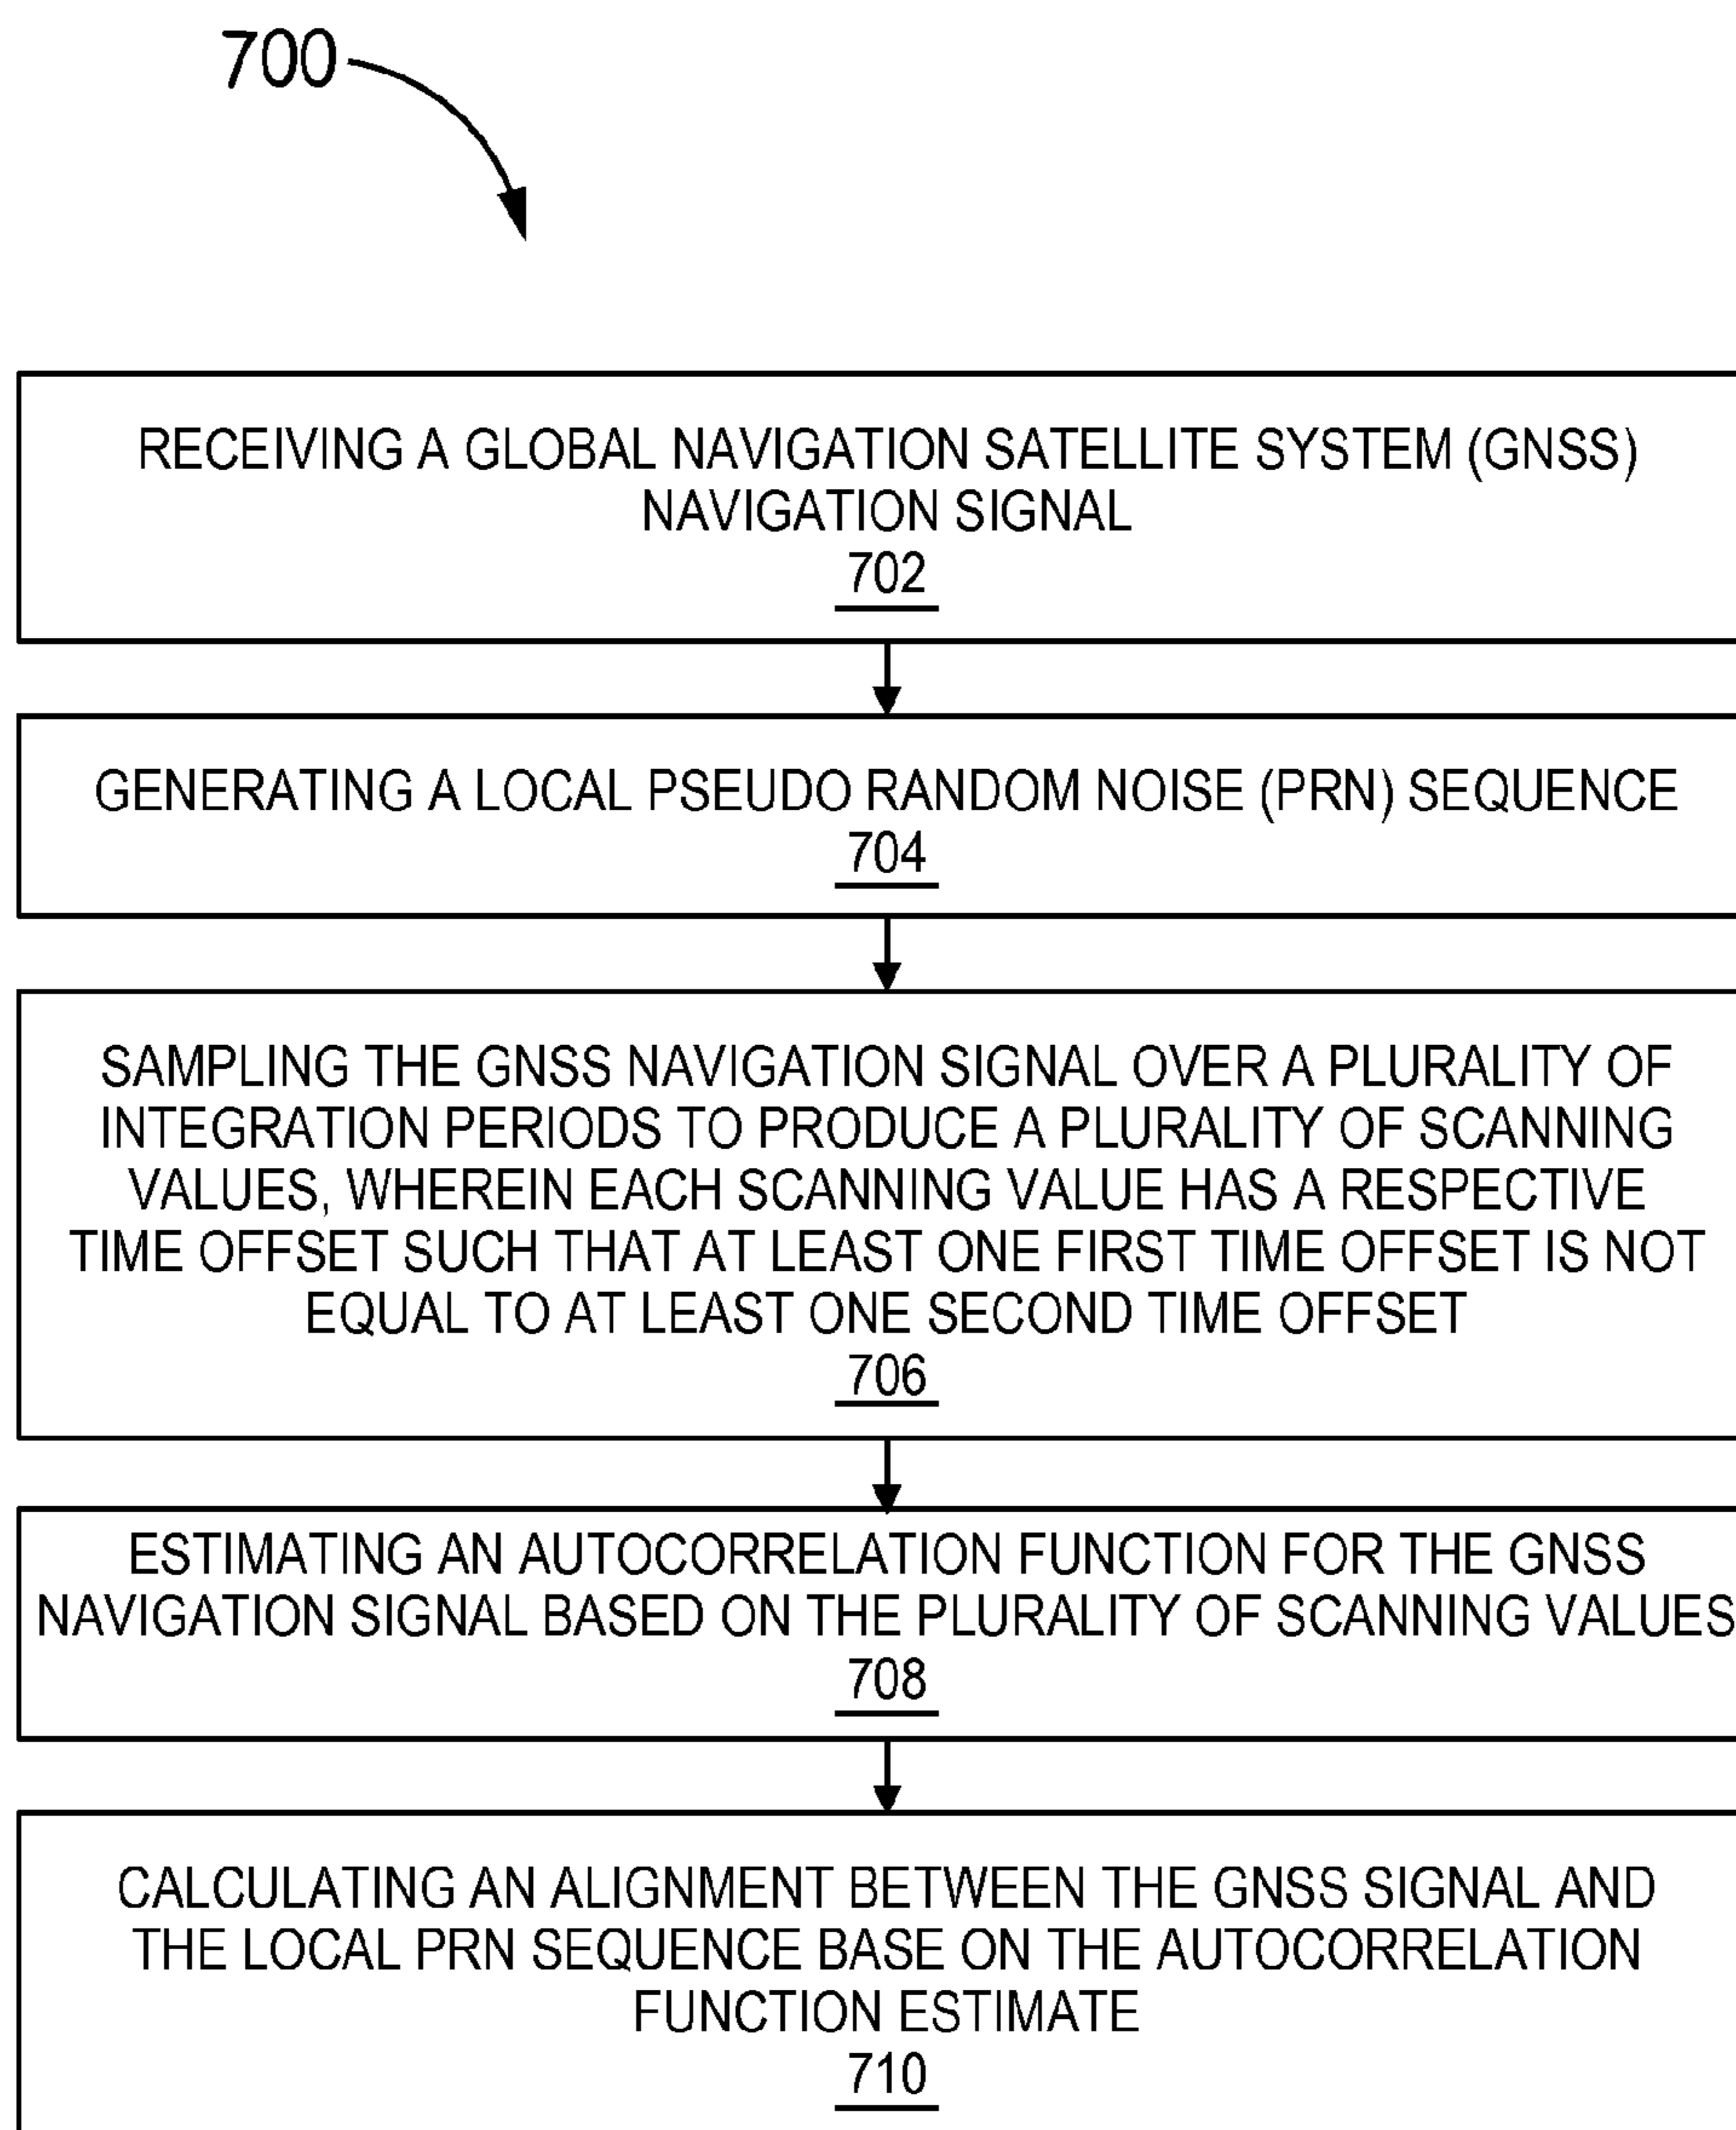 700
RECEIVING A GLOBAL NAVIGATION SATELLITE SYSTEM (GNSS)
NAVIGATION SIGNAL
702
GENERATING A LOCAL PSEUDO RANDOM NOISE (PRN) SEQUENCE
704
SAMPLING THE GNSS NAVIGATION SIGNAL OVER A PLURALITY OF
INTEGRATION PERIODS TO PRODUCE A PLURALITY OF SCANNING
VALUES, WHEREIN EACH SCANNING VALUE HAS A RESPECTIVE
TIME OFFSET SUCH THAT AT LEAST ONE FIRST TIME OFFSET IS NOT
EQUAL TO AT LEAST ONE SECOND TIME OFFSET
706
ESTIMATING AN AUTOCORRELATION FUNCTION FOR THE GNSS
NAVIGATION SIGNAL BASED ON THE PLURALITY OF SCANNING VALUES
708
CALCULATING AN ALIGNMENT BETWEEN THE GNSS SIGNAL AND
THE LOCAL PRN SEQUENCE BASE ON THE AUTOCORRELATION
FUNCTION ESTIMATE
710